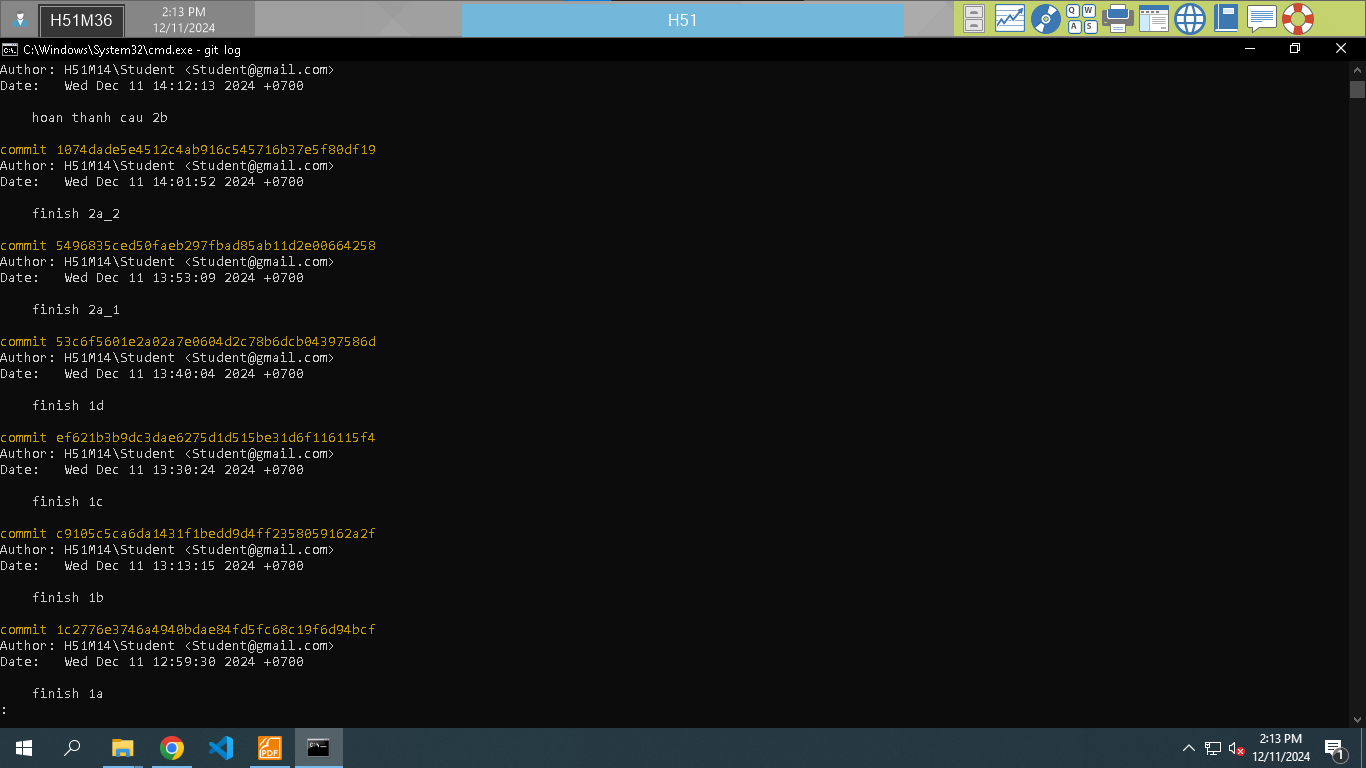 H51M36
2:13 PM
12/11/2024
H51
Q W
A S
C:\Windows\System32\cmd.exe - git log
Author: H51M14\Student <Student@gmail.com>
Date:   Wed Dec 11 14:12:13 2024 +0700
hoan thanh cau 2b
commit 1074dade5e4512c4ab916c545716b37e5f80df19
Author: H51M14\Student <Student@gmail.com>
Date:   Wed Dec 11 14:01:52 2024 +0700
finish 2a_2
commit 5496835ced50faeb297fbad85ab11d2e00664258
Author: H51M14\Student <Student@gmail.com>
Date:   Wed Dec 11 13:53:09 2024 +0700
finish 2a_1
commit 53c6f5601e2a02a7e0604d2c78b6dcb04397586d
Author: H51M14\Student <Student@gmail.com>
Date:   Wed Dec 11 13:40:04 2024 +0700
finish 1d
commit ef621b3b9dc3dae6275d1d515be31d6f116115f4
Author: H51M14\Student <Student@gmail.com>
Date:   Wed Dec 11 13:30:24 2024 +0700
finish 1c
commit c9105c5ca6da1431f1bedd9d4ff2358059162a2f
Author: H51M14\Student <Student@gmail.com>
Date:   Wed Dec 11 13:13:15 2024 +0700
finish 1b
commit 1c2776e3746a4940bdae84fd5fc68c19f6d94bcf
Author: H51M14\Student <Student@gmail.com>
Date:   Wed Dec 11 12:59:30 2024 +0700
finish 1a
:
PDF
2:13 PM
12/11/2024
1